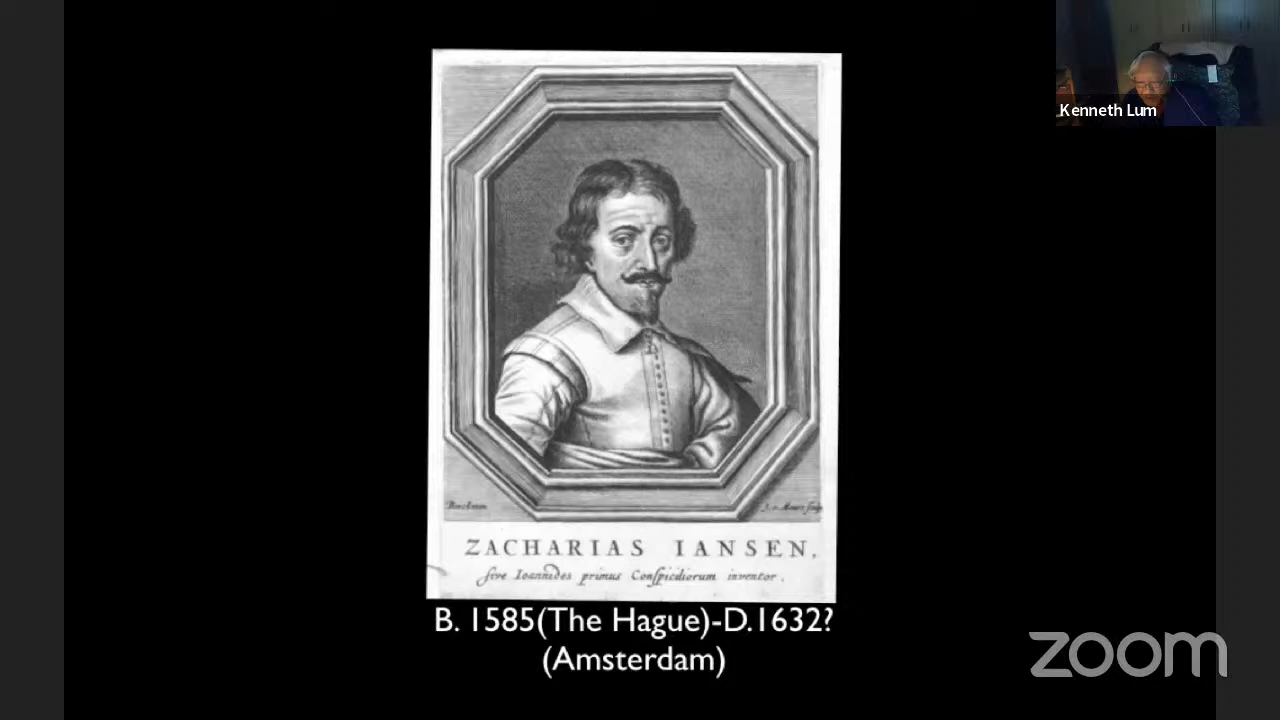 Kenneth Lum
ZACHARIAS IANSEN,
ſive Ioannides primus Conſpiciliorum inventor.
B. 1585(The Hague)-D.1632?
(Amsterdam)
zoom